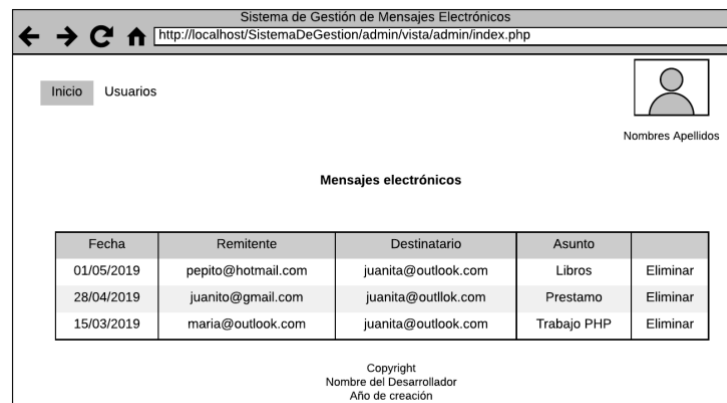 Sistema de Gestión de Mensajes Electrónicos
http://localhost/SistemaDeGestion/admin/vista/admin/index.php
Inicio Usuarios
Nombres Apellidos
Mensajes electrónicos
Fecha Remitente Destinatario Asunto
01/05/2019 pepito@hotmail.com juanita@outlook.com Libros Eliminar
28/04/2019 juanito@gmail.com juanita@outllok.com Prestamo Eliminar
15/03/2019 maria@outlook.com juanita@outlook.com Trabajo PHP Eliminar
Copyright
Nombre del Desarrollador
Año de creación